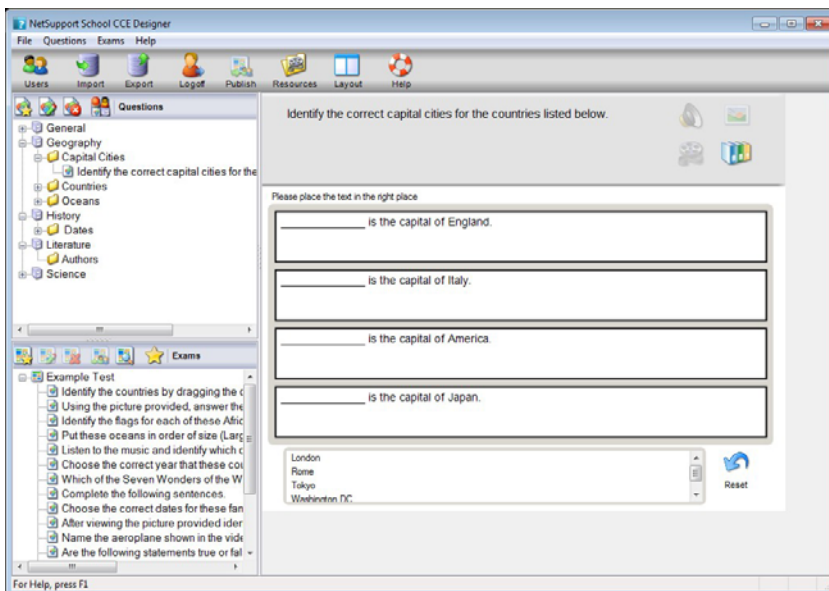 NetSupport School CCE Designer
File Questions Exams Help
Users Import Export Logoff Publish Resources Layout Help
Questions
General
Geography
Capital Cities
Identify the correct capital cities for the
Countries
Oceans
History
Dates
Literature
Authors
Science
Exams
Example Test
Identify the countries by dragging the c
Using the picture provided, answer the
Identify the flags for each of these Afric
Put these oceans in order of size (Larg
Listen to the music and identify which c
Choose the correct year that these cou
Which of the Seven Wonders of the W
Complete the following sentences.
Choose the correct dates for these fam
After viewing the picture provided iden
Name the aeroplane shown in the vide
Are the following statements true or fal
Identify the correct capital cities for the countries listed below.
Please place the text in the right place
____________ is the capital of England.
____________ is the capital of Italy.
____________ is the capital of America.
____________ is the capital of Japan.
London
Rome
Tokyo
Washington DC
Reset
For Help, press F1